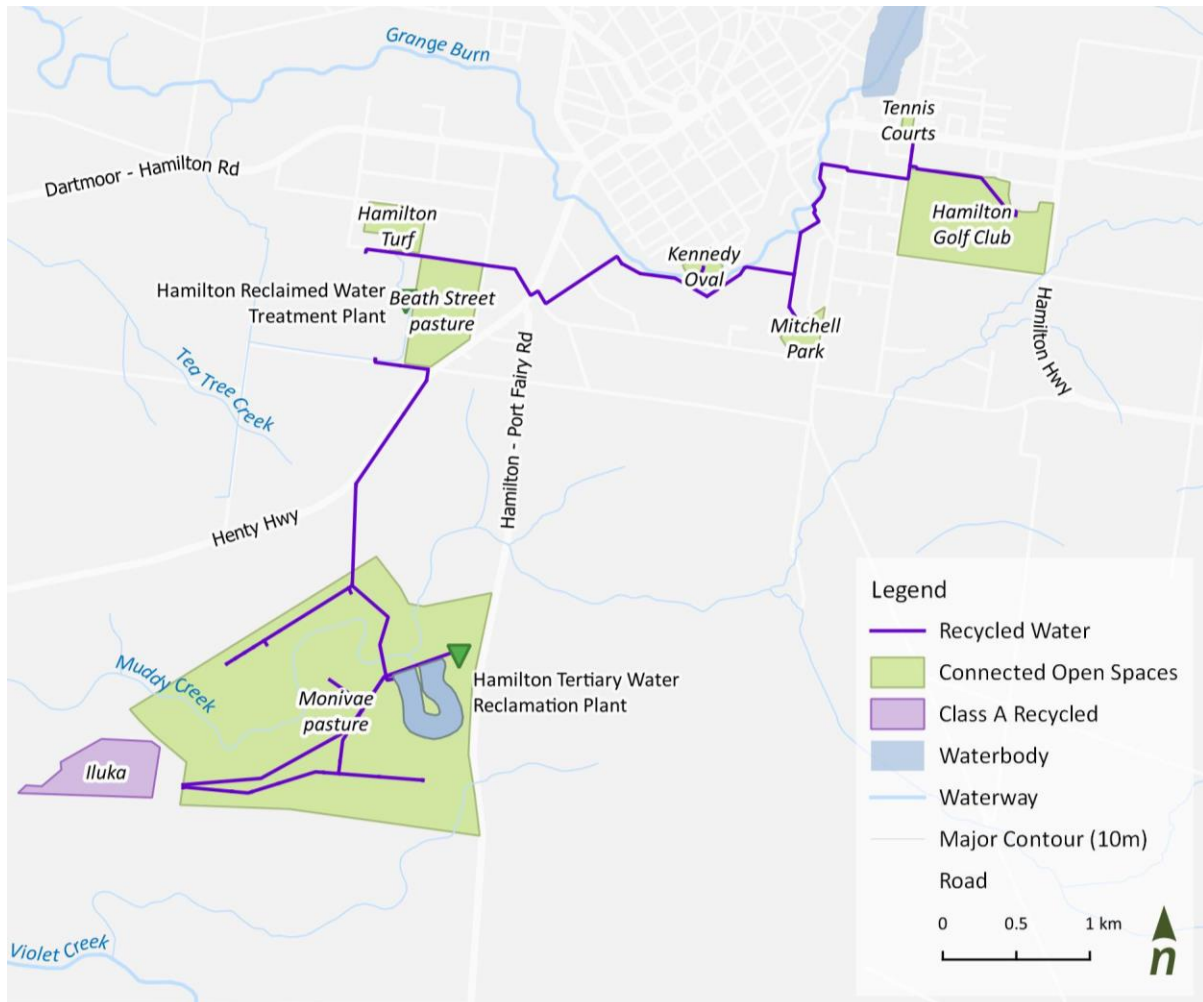 Grange Burn
Tennis
Courts
Dartmoor - Hamilton Rd
Hamilton
Turf
Hamilton
Golf Club
Kennedy
Oval
Hamilton Reclaimed Water
Treatment Plant
Beath Street
pasture
Mitchell
Park
Hamilton Hwy
Tea Tree Creek
Hamilton - Port Fairy Rd
Henty Hwy
Muddy Creek
Monivae
pasture
Hamilton Tertiary Water
Reclamation Plant
Iluka
Violet Creek
Legend
Recycled Water
Connected Open Spaces
Class A Recycled
Waterbody
Waterway
Major Contour (10m)
Road
0 0.5 1 km
n